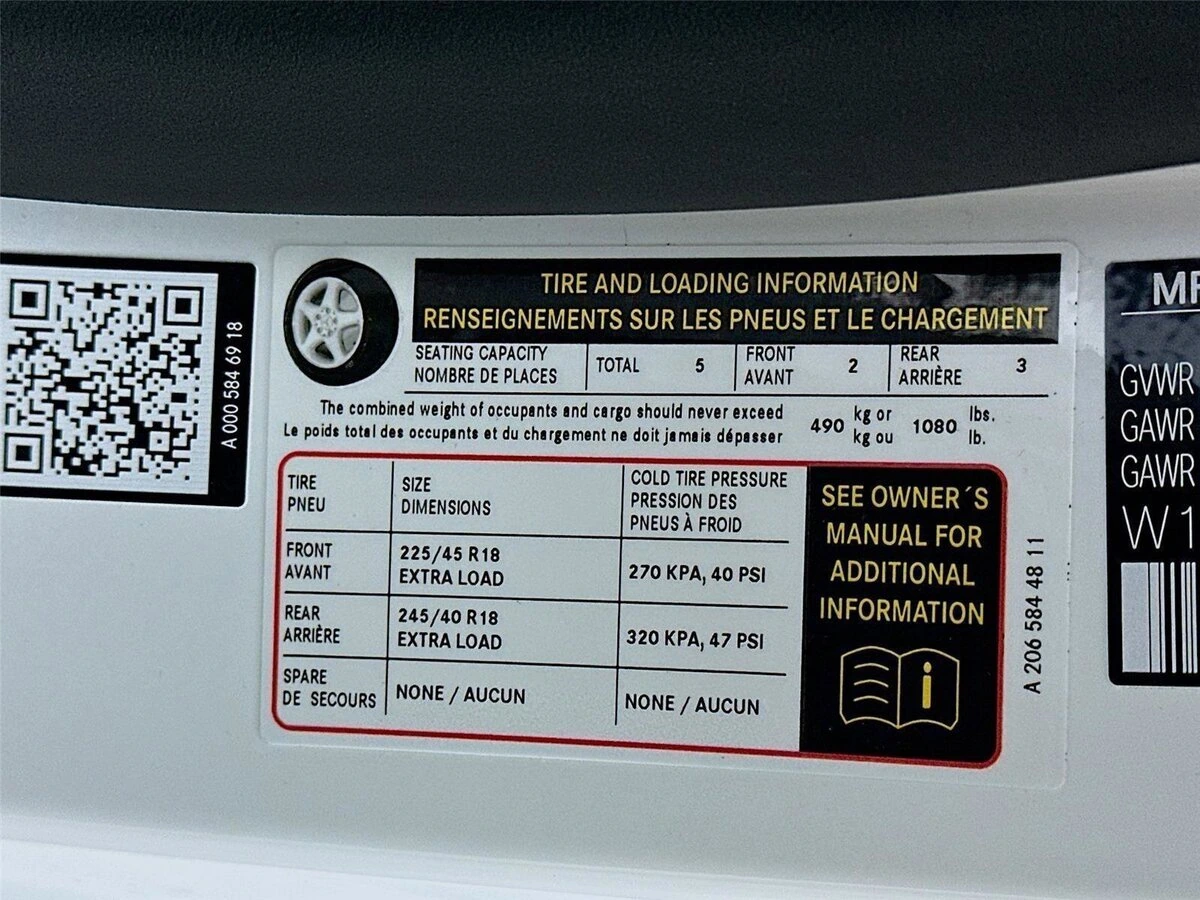 A 000 584 69 18
TIRE AND LOADING INFORMATION
RENSEIGNEMENTS SUR LES PNEUS ET LE CHARGEMENT
SEATING CAPACITY
NOMBRE DE PLACES
TOTAL 5
FRONT
AVANT
2
REAR
ARRIÈRE
3
The combined weight of occupants and cargo should never exceed
Le poids total des occupants et du chargement ne doit jamais dépasser
490 kg or 1080 lbs.
kg ou lb.
TIRE
PNEU
SIZE
DIMENSIONS
COLD TIRE PRESSURE
PRESSION DES
PNEUS À FROID
FRONT
AVANT
225/45 R18
EXTRA LOAD
270 KPA, 40 PSI
REAR
ARRIÈRE
245/40 R18
EXTRA LOAD
320 KPA, 47 PSI
SPARE
DE SECOURS
NONE / AUCUN
NONE / AUCUN
SEE OWNER´S
MANUAL FOR
ADDITIONAL
INFORMATION
i
A 206 584 48 11
GVWR
GAWR
GAWR
W1